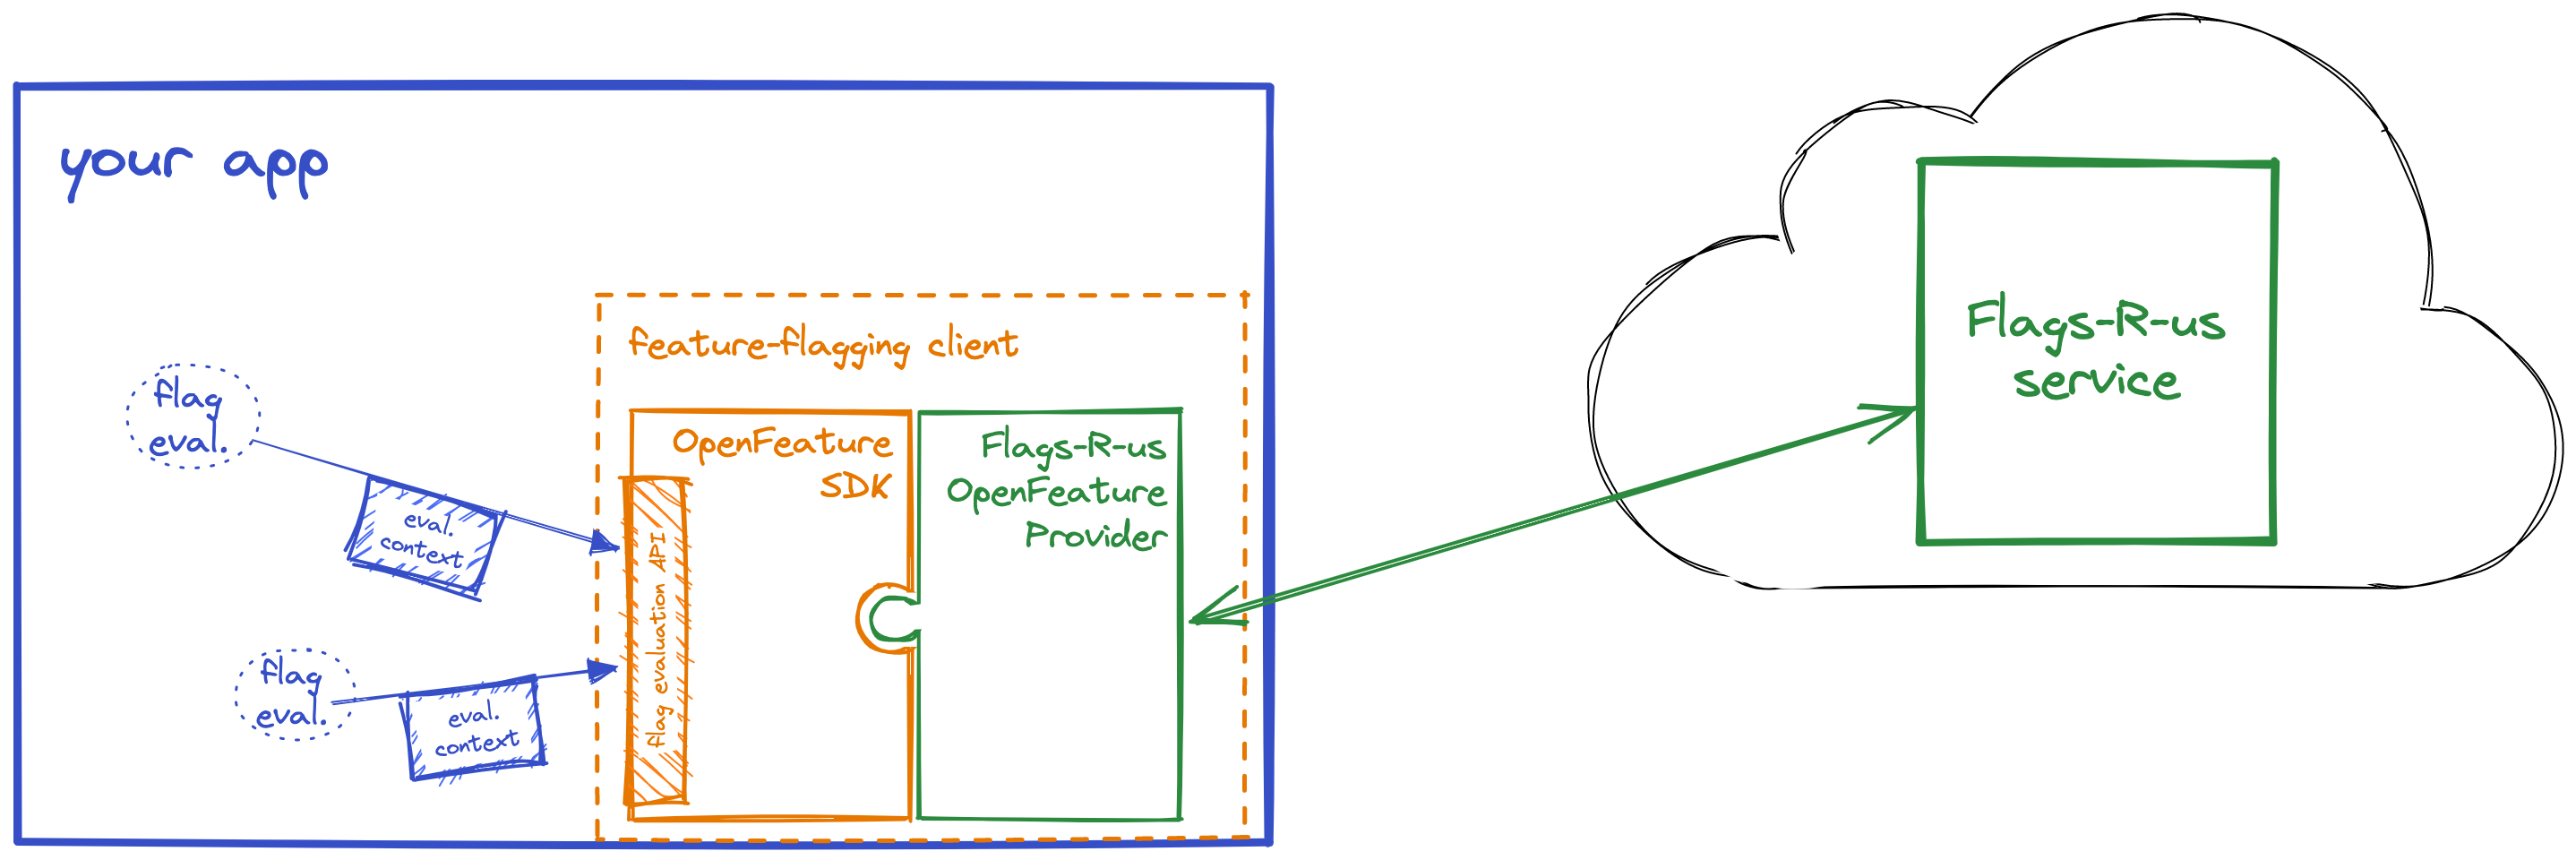 your app
flag
eval.
eval.
context
flag
eval.
eval.
context
feature-flagging client
OpenFeature
SDK
flag evaluation API
Flags-R-us
OpenFeature
Provider
Flags-R-us
service